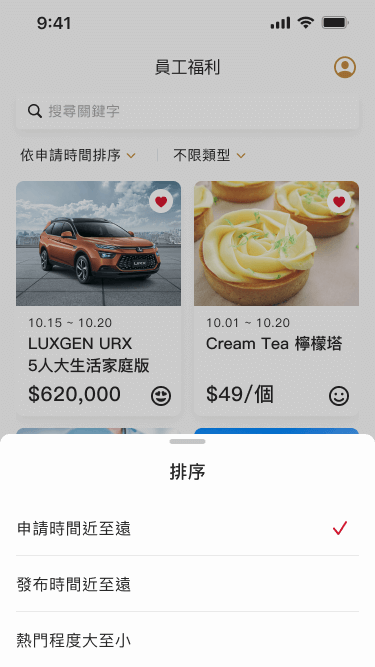 9:41
員工福利
搜尋關鍵字
依申請時間排序
不限類型
10.15 ~ 10.20
LUXGEN URX
5人大生活家庭版
$620,000
10.01 ~ 10.20
Cream Tea 檸檬塔
$49/個
排序
申請時間近至遠
發布時間近至遠
熱門程度大至小